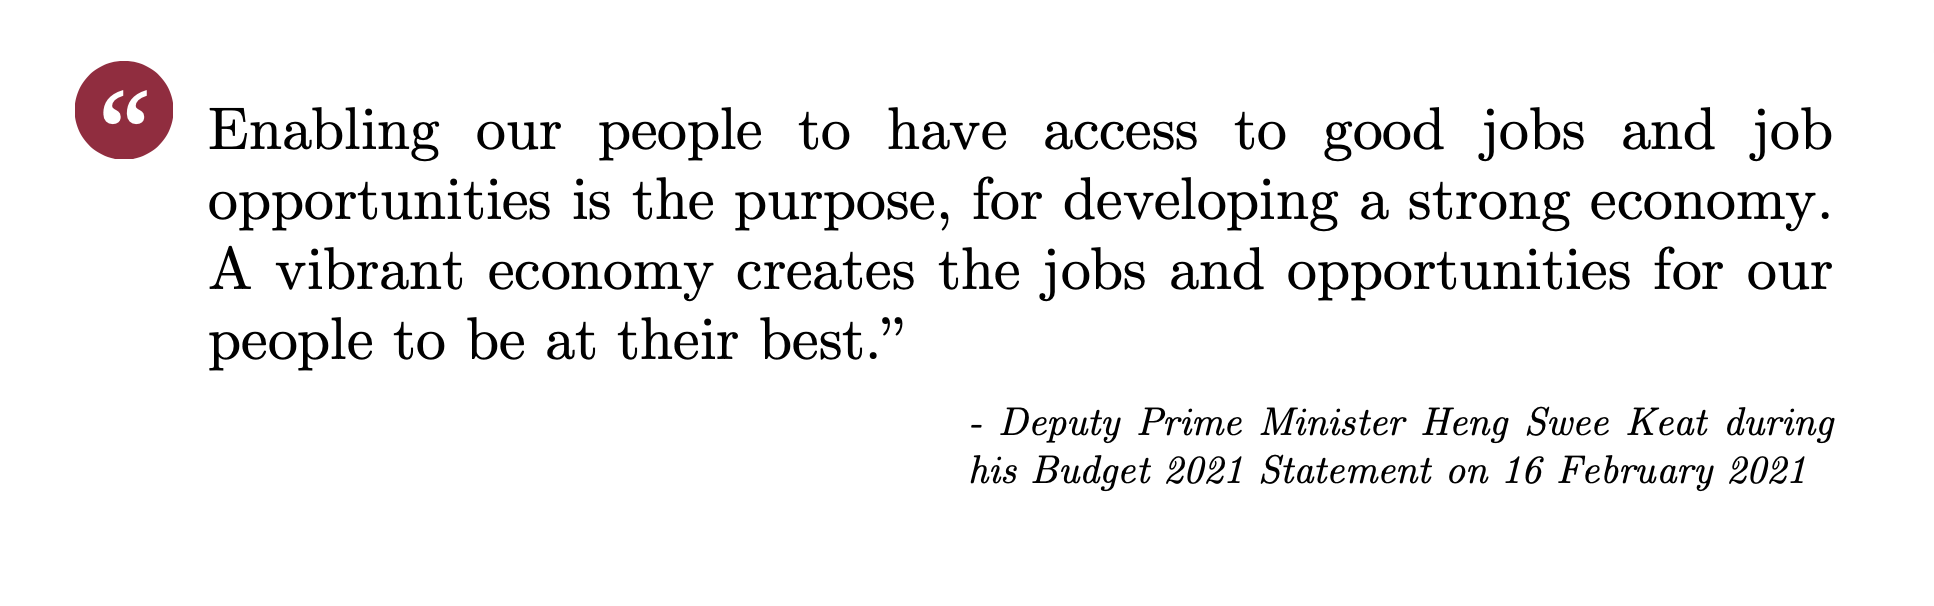 “
Enabling our people to have access to good jobs and job
opportunities is the purpose, for developing a strong economy.
A vibrant economy creates the jobs and opportunities for our
people to be at their best.”
- Deputy Prime Minister Heng Swee Keat during
his Budget 2021 Statement on 16 February 2021